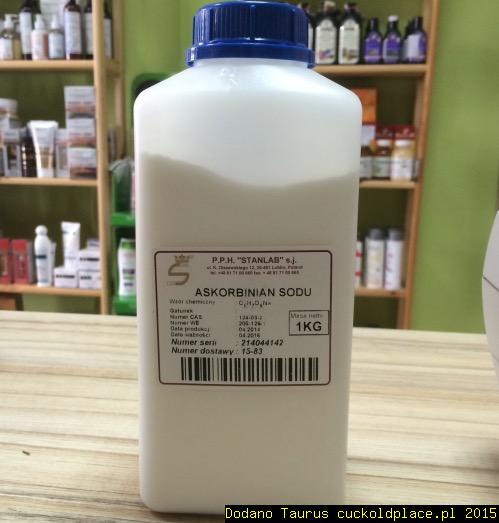 P.P.H. "STANLAB" s.j.
ASKORBINIAN SODU
Wzór chemiczny :
Gatunek :
Numer CAS : 134-03-2
Numer WE : 205-126-1
Data produkcji : 04.2014
Data ważności : 04.2016
Numer serii : 214044142
Numer dostawy : 15-83
Masa netto:
1KG
Dodano Taurus cuckoldplace.pl 2015